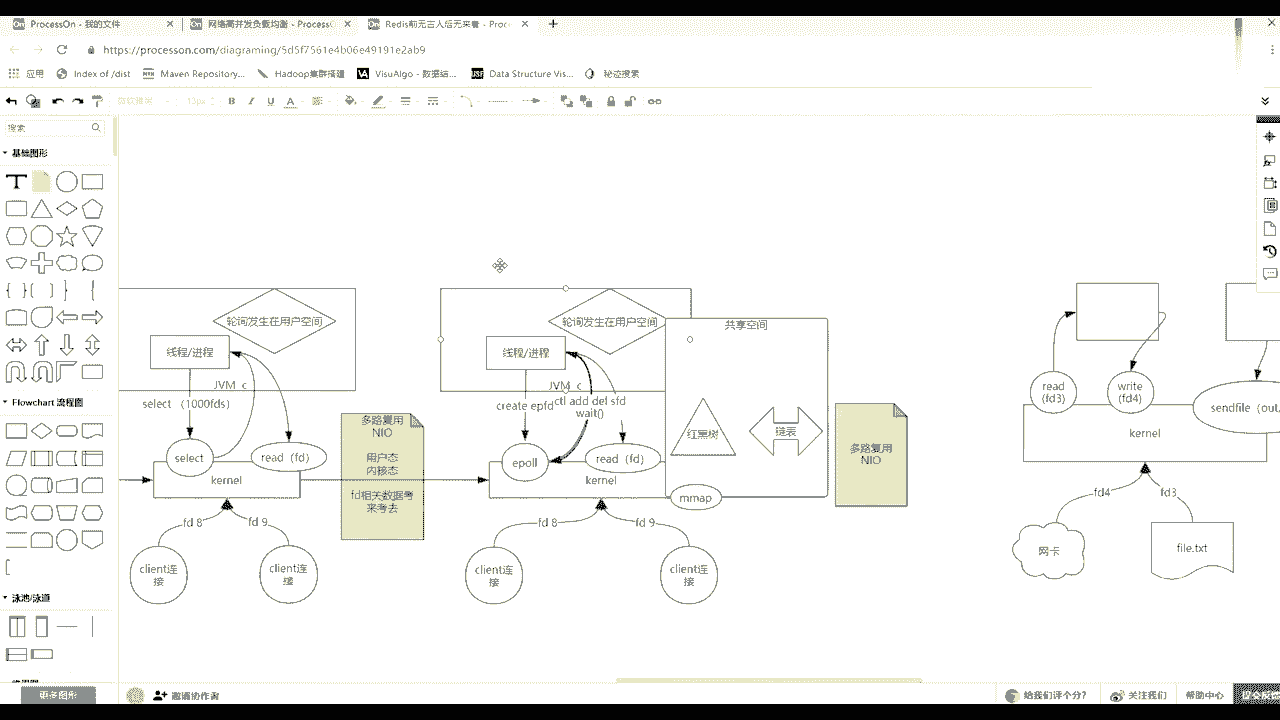 ProcessOn - 我的文件
网络高并发负载均衡 - Process
Redis前无古人后无来者 - Proc
https://processon.com/diagraming/5d5f7561e4b06e49191e2ab9
应用
Index of /dist
Maven Repository...
Hadoop集群搭建
VisuAlgo - 数据结...
Data Structure Vis...
秘迹搜索
微软雅黑
13px
B I U A
搜索
基础图形
T
Flowchart 流程图
泳池/泳道
更多图形
邀请协作者
给我们评个分?
关注我们
帮助中心
轮询发生在用户空间
线程/进程
JVM c
select （1000fds）
select
read（fd）
kernel
fd 8
fd 9
client连
接
client连
接
多路复用
NIO
用户态
内核态
fd相关数据考
来考去
轮询发生在用户空间
线程/进程
JVM c
create epfd
ctl add del sfd
wait()
epoll
read（fd）
kernel
fd 8
fd 9
client连
接
client连
接
共享空间
红黑树
链表
mmap
多路复用
NIO
read
(fd3)
write
(fd4)
sendfile（out,
kernel
fd4
fd3
网卡
file.txt